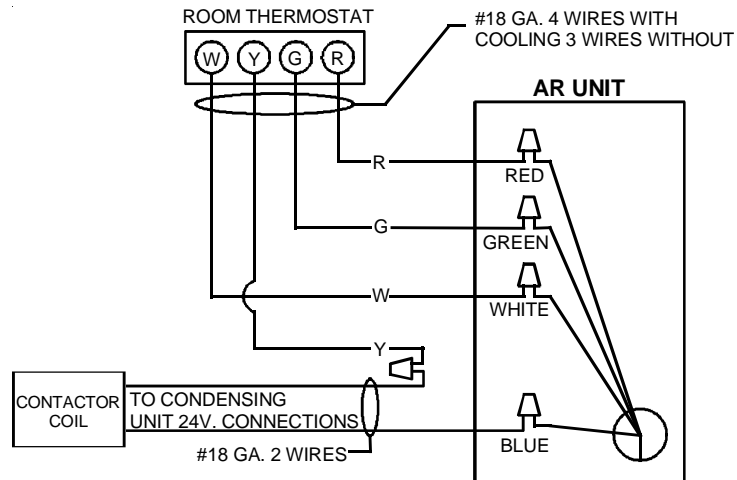 ROOM THERMOSTAT
#18 GA. 4 WIRES WITH
COOLING 3 WIRES WITHOUT
W Y G R
AR UNIT
R
RED
G
GREEN
W
WHITE
Y
CONTACTOR
COIL
TO CONDENSING
UNIT 24V. CONNECTIONS
#18 GA. 2 WIRES
BLUE